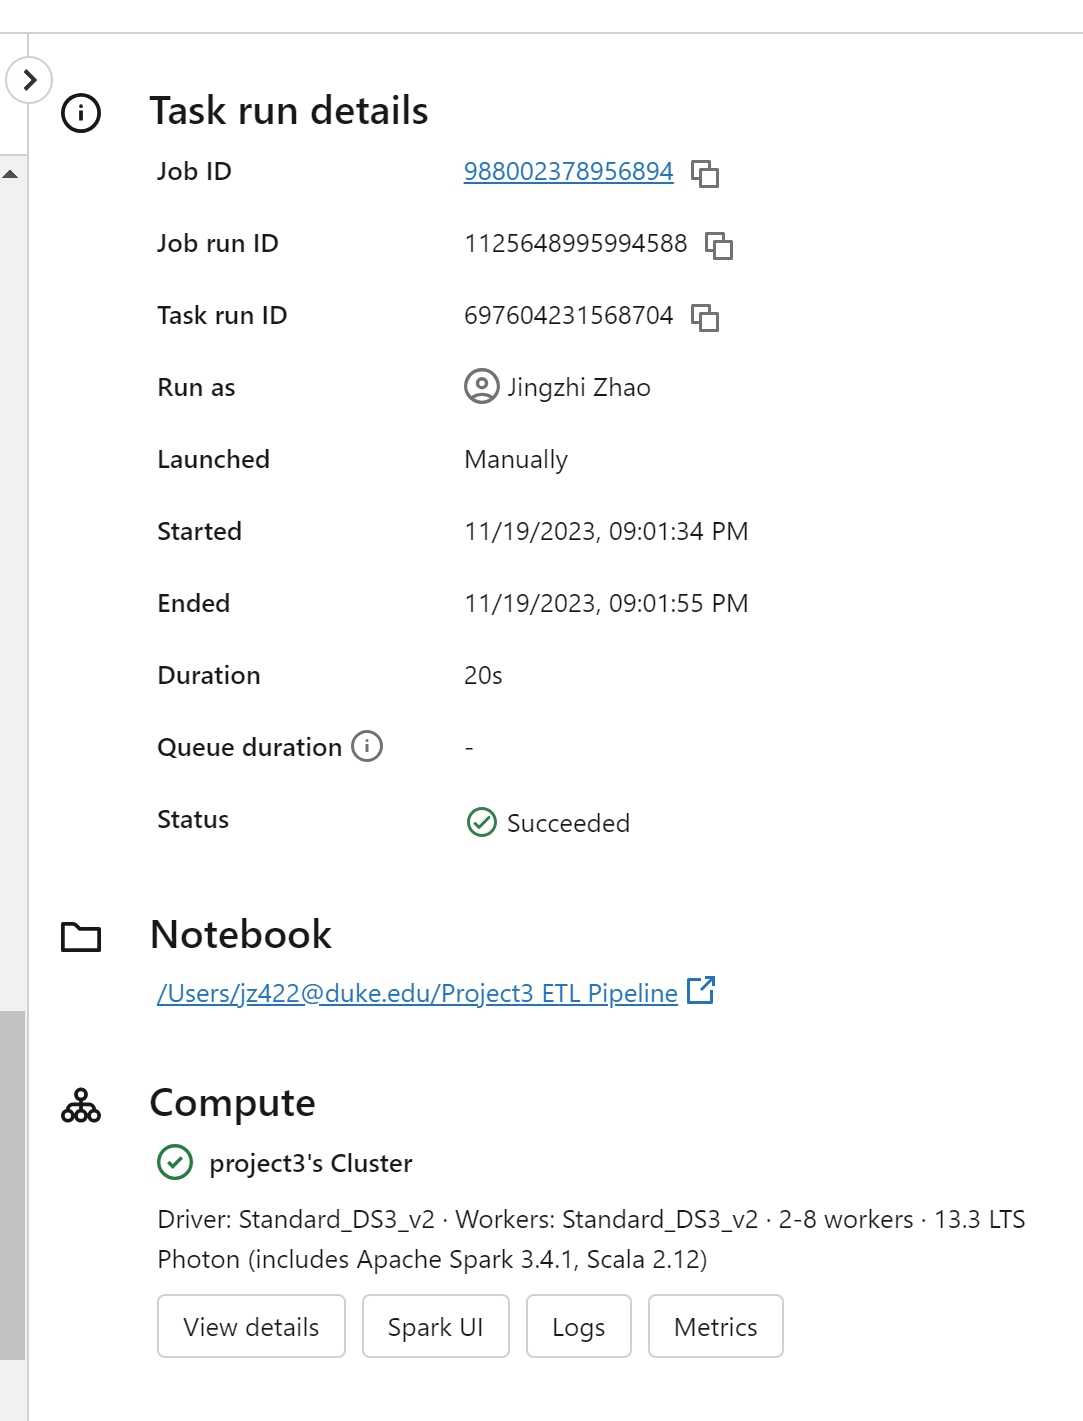 Task run details
Job ID 988002378956894
Job run ID 1125648995994588
Task run ID 697604231568704
Run as Jingzhi Zhao
Launched Manually
Started 11/19/2023, 09:01:34 PM
Ended 11/19/2023, 09:01:55 PM
Duration 20s
Queue duration -
Status Succeeded
Notebook
/Users/jz422@duke.edu/Project3 ETL Pipeline
Compute
project3's Cluster
Driver: Standard_DS3_v2 · Workers: Standard_DS3_v2 · 2-8 workers · 13.3 LTS
Photon (includes Apache Spark 3.4.1, Scala 2.12)
View details Spark UI Logs Metrics